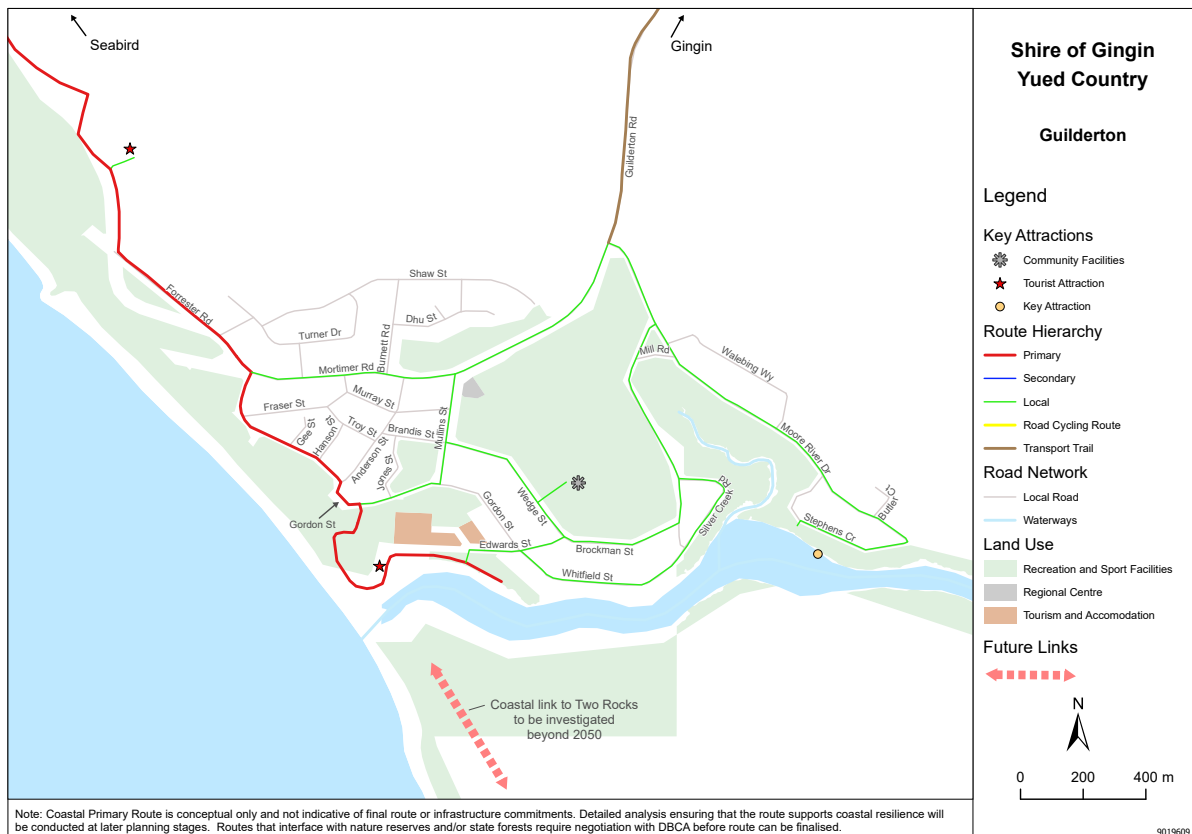 Seabird
Gingin
Guilderton Rd
Forrester Rd
Shaw St
Dhu St
Turner Dr
Burnett Rd
Mortimer Rd
Mill Rd
Walebing Wy
Fraser St
Murray St
Gee St
Hanson St
Troy St
Brandis St
Mullins St
Anderson St
Jones St
Moore River Dr
Gordon St
Gordon St
Wedge St
Silver Creek Rd
Butler Ct
Stephens Cr
Edwards St
Brockman St
Whitfield St
Coastal link to Two Rocks
to be investigated
beyond 2050
Shire of Gingin
Yued Country
Guilderton
Legend
Key Attractions
Community Facilities
Tourist Attraction
Key Attraction
Route Hierarchy
Primary
Secondary
Local
Road Cycling Route
Transport Trail
Road Network
Local Road
Waterways
Land Use
Recreation and Sport Facilities
Regional Centre
Tourism and Accomodation
Future Links
N
0 200 400 m
Note: Coastal Primary Route is conceptual only and not indicative of final route or infrastructure commitments. Detailed analysis ensuring that the route supports coastal resilience will
be conducted at later planning stages. Routes that interface with nature reserves and/or state forests require negotiation with DBCA before route can be finalised.
9019609